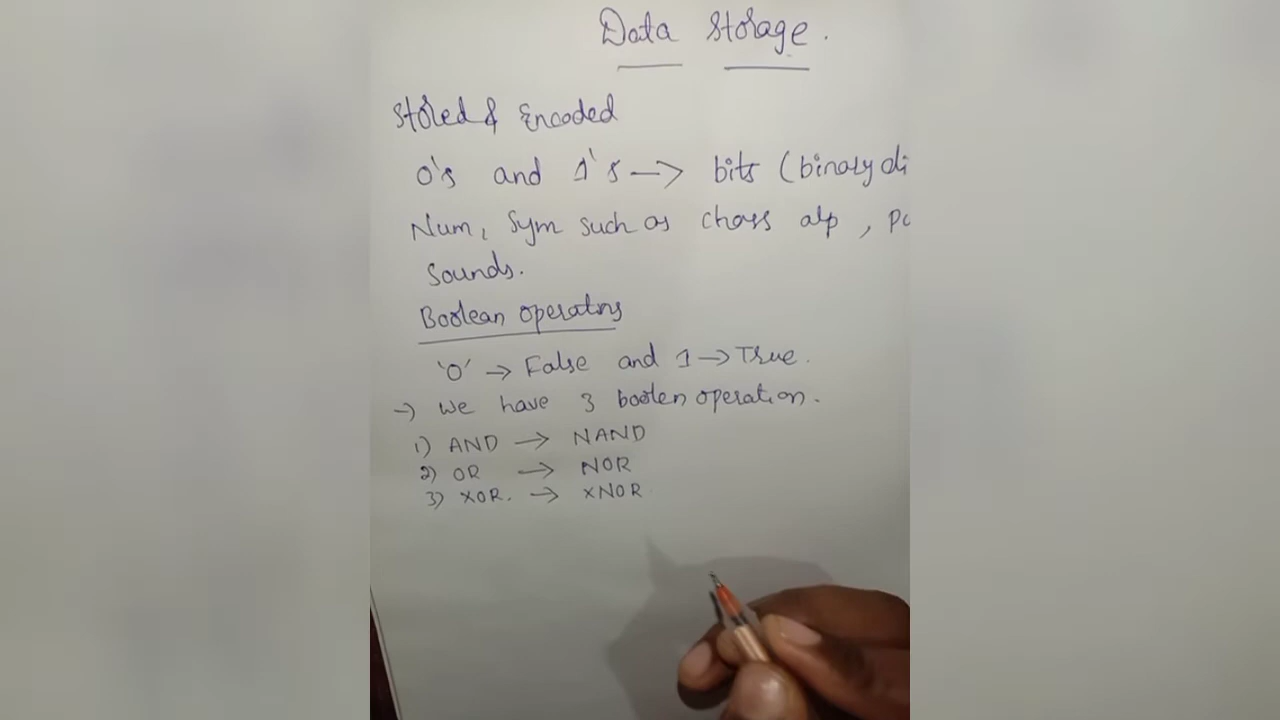 Data Storage.
Stored & Encoded
0's and 1's → bits (binary di
Num, Sym such as chars alp, pc
Sounds.
Boolean operators
'0' → False and 1 → True.
→ We have 3 boolen operation.
1) AND → NAND
2) OR → NOR
3) XOR. → XNOR